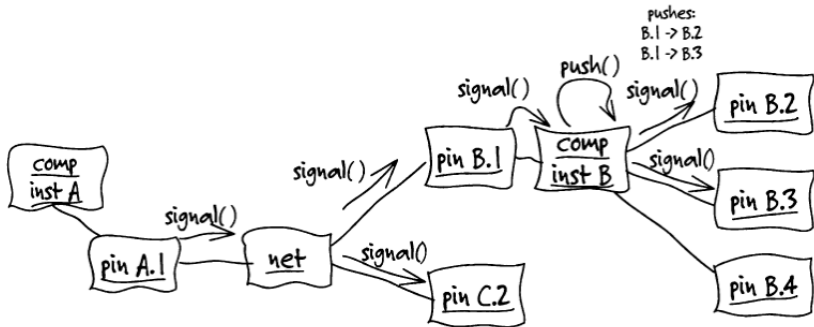 pushes:
B.1 -> B.2
B.1 -> B.3
push()
signal()
signal()
pin B.2
comp
inst A
signal()
pin B.1
comp
inst B
signal()
pin B.3
signal()
pin A.1
net
signal()
pin C.2
pin B.4